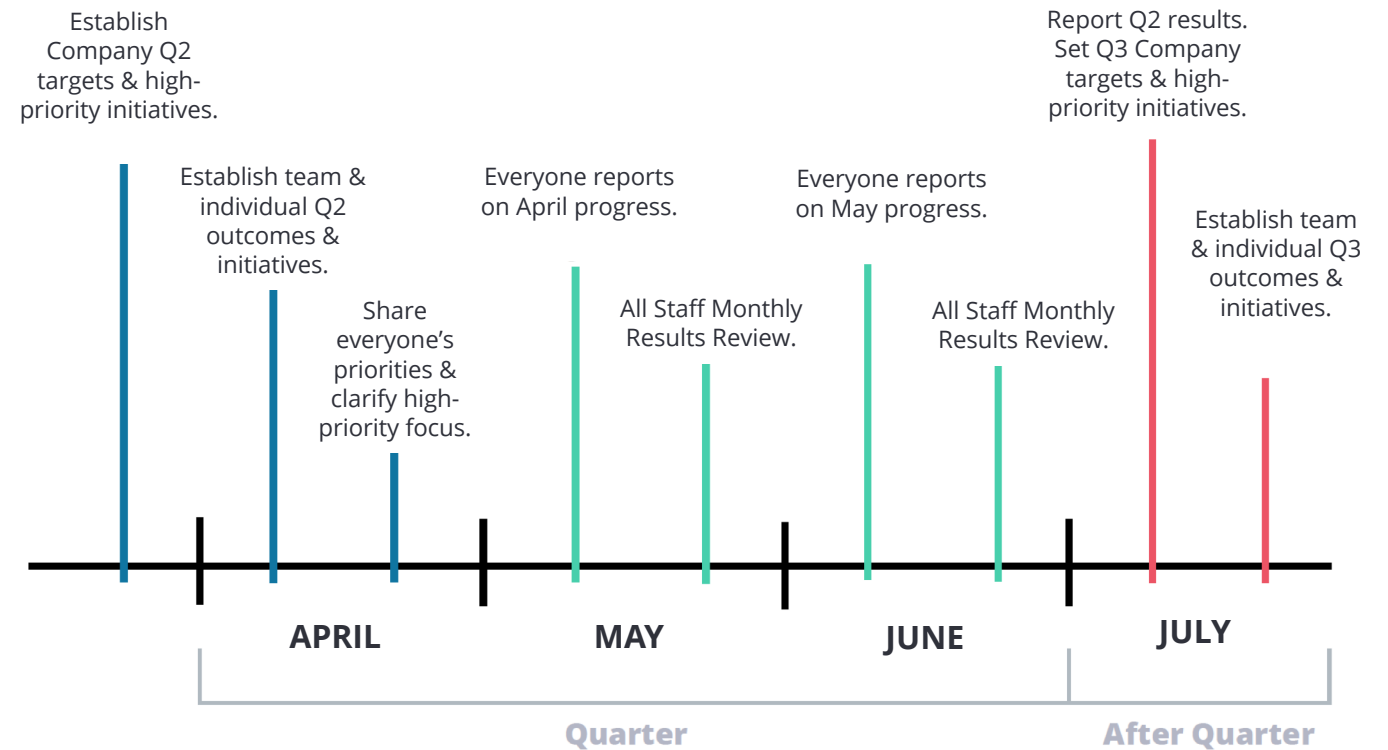 Establish
Company Q2
targets & high-
priority initiatives.
Establish team &
individual Q2
outcomes &
initiatives.
Share
everyone’s
priorities &
clarify high-
priority focus.
Everyone reports
on April progress.
All Staff Monthly
Results Review.
Everyone reports
on May progress.
All Staff Monthly
Results Review.
Report Q2 results.
Set Q3 Company
targets & high-
priority initiatives.
Establish team
& individual Q3
outcomes &
initiatives.
APRIL
MAY
JUNE
JULY
Quarter
After Quarter